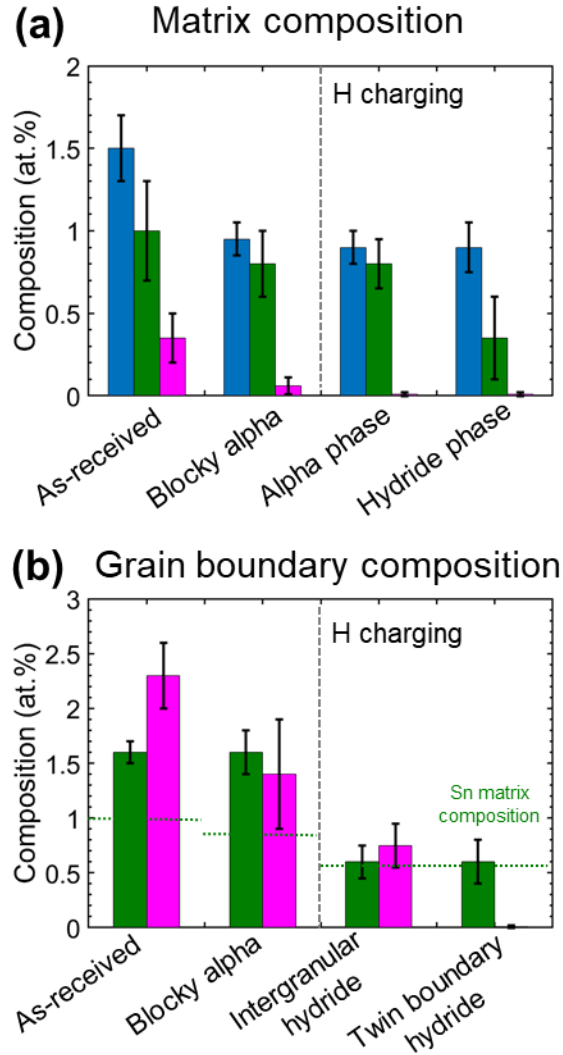 (a) Matrix composition
2
H charging
1.5
1
0.5
0
Composition (at.%)
As-received
Blocky alpha
Alpha phase
Hydride phase
(b) Grain boundary composition
3
H charging
2.5
2
1.5
Sn matrix
composition
1
0.5
0
Composition (at.%)
As-received
Blocky alpha
Intergranular
hydride
Twin boundary
hydride